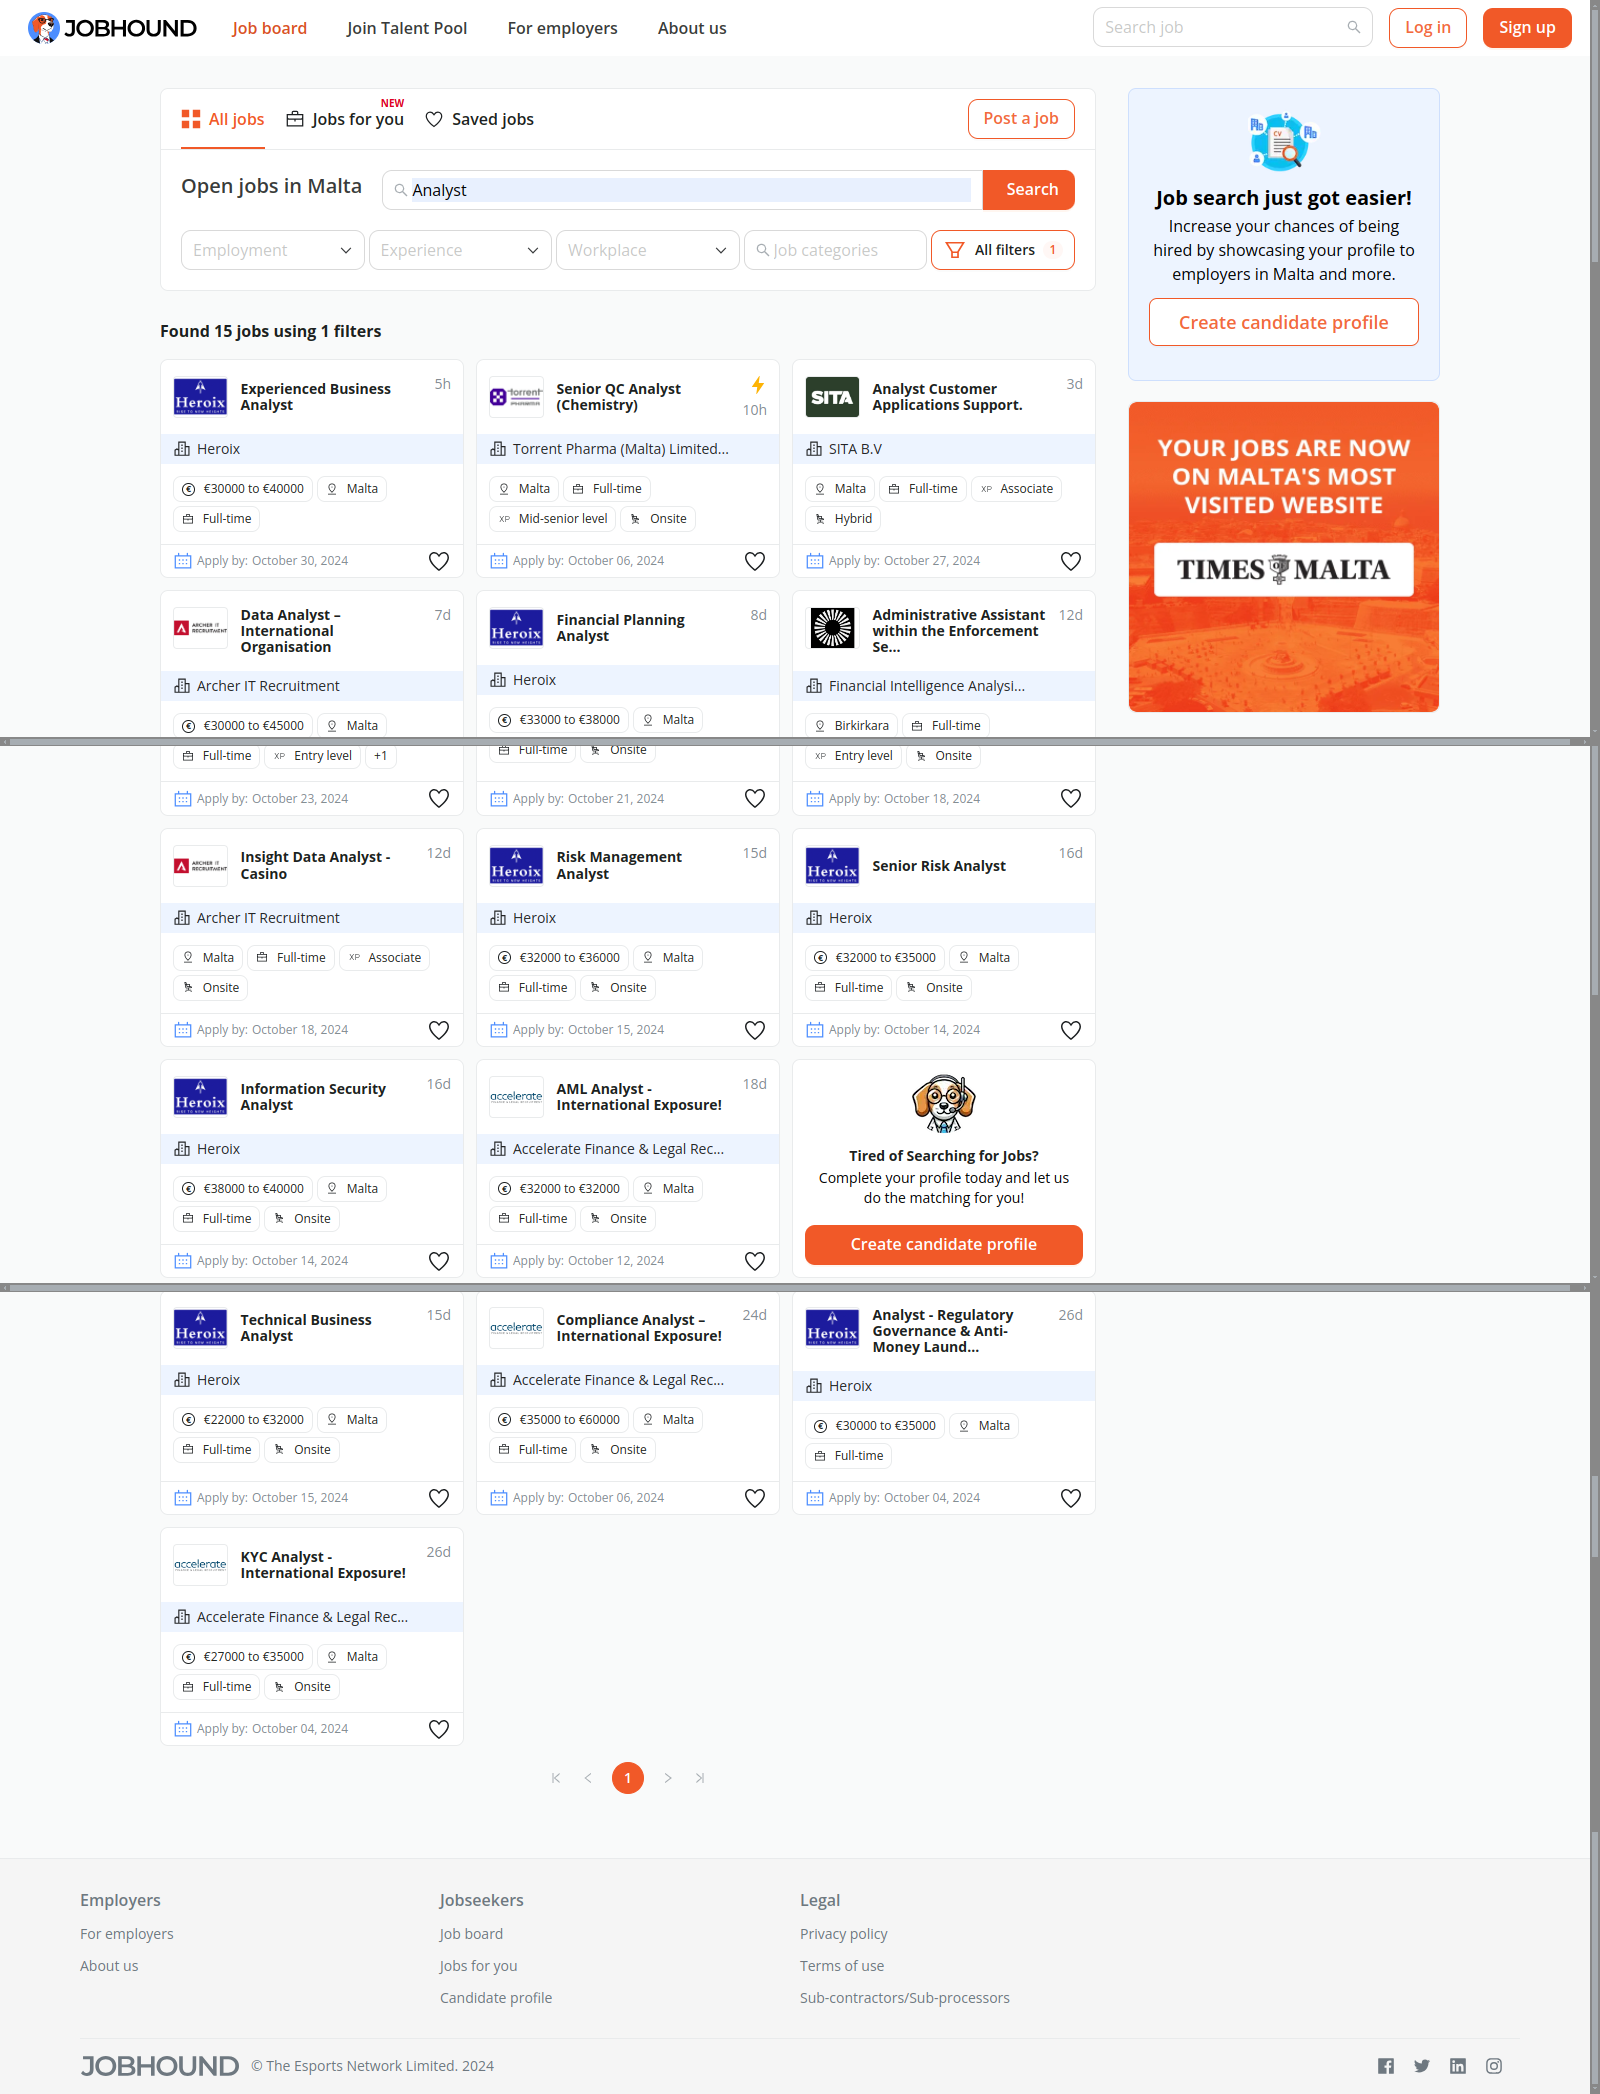 JOBHOUND
Job board
Join Talent Pool
For employers
About us
Search job
Log in
Sign up
All jobs
Jobs for you
NEW
Saved jobs
Post a job
Open jobs in Malta
Analyst
Search
Employment
Experience
Workplace
Job categories
All filters 1
CV
Job search just got easier!
Increase your chances of being
hired by showcasing your profile to
employers in Malta and more.
Create candidate profile
YOUR JOBS ARE NOW
ON MALTA'S MOST
VISITED WEBSITE
TIMES OF MALTA
Found 15 jobs using 1 filters
Heroix
Experienced Business
Analyst
5h
Heroix
€30000 to €40000
Malta
Full-time
Apply by: October 30, 2024
torrent
PHARMA
Senior QC Analyst
(Chemistry)
10h
Torrent Pharma (Malta) Limited...
Malta
Full-time
XP Mid-senior level
Onsite
Apply by: October 06, 2024
SITA
Analyst Customer
Applications Support.
3d
SITA B.V
Malta
Full-time
XP Associate
Hybrid
Apply by: October 27, 2024
ARCHER IT
RECRUITMENT
Data Analyst –
International
Organisation
7d
Archer IT Recruitment
€30000 to €45000
Malta
Full-time
XP Entry level
+1
Apply by: October 23, 2024
Heroix
Financial Planning
Analyst
8d
Heroix
€33000 to €38000
Malta
Full-time
Onsite
Apply by: October 21, 2024
Administrative Assistant
within the Enforcement
Se...
12d
Financial Intelligence Analysi...
Birkirkara
Full-time
XP Entry level
Onsite
Apply by: October 18, 2024
ARCHER IT
RECRUITMENT
Insight Data Analyst -
Casino
12d
Archer IT Recruitment
Malta
Full-time
XP Associate
Onsite
Apply by: October 18, 2024
Heroix
Risk Management
Analyst
15d
Heroix
€32000 to €36000
Malta
Full-time
Onsite
Apply by: October 15, 2024
Heroix
Senior Risk Analyst
16d
Heroix
€32000 to €35000
Malta
Full-time
Onsite
Apply by: October 14, 2024
Heroix
Information Security
Analyst
16d
Heroix
€38000 to €40000
Malta
Full-time
Onsite
Apply by: October 14, 2024
accelerate
AML Analyst -
International Exposure!
18d
Accelerate Finance & Legal Rec...
€32000 to €32000
Malta
Full-time
Onsite
Apply by: October 12, 2024
Tired of Searching for Jobs?
Complete your profile today and let us
do the matching for you!
Create candidate profile
Heroix
Technical Business
Analyst
15d
Heroix
€22000 to €32000
Malta
Full-time
Onsite
Apply by: October 15, 2024
accelerate
Compliance Analyst –
International Exposure!
24d
Accelerate Finance & Legal Rec...
€35000 to €60000
Malta
Full-time
Onsite
Apply by: October 06, 2024
Heroix
Analyst - Regulatory
Governance & Anti-
Money Laund...
26d
Heroix
€30000 to €35000
Malta
Full-time
Apply by: October 04, 2024
accelerate
KYC Analyst -
International Exposure!
26d
Accelerate Finance & Legal Rec...
€27000 to €35000
Malta
Full-time
Onsite
Apply by: October 04, 2024
1
Employers
For employers
About us
Jobseekers
Job board
Jobs for you
Candidate profile
Legal
Privacy policy
Terms of use
Sub-contractors/Sub-processors
JOBHOUND © The Esports Network Limited. 2024